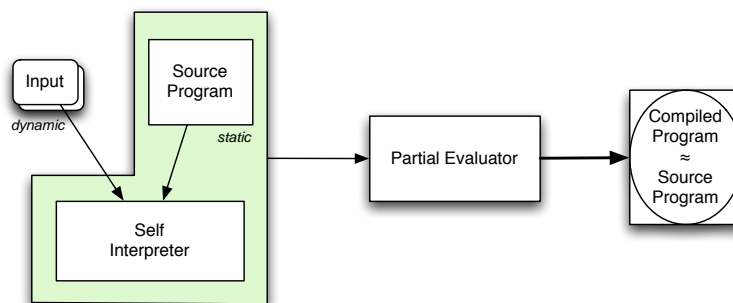 Input
dynamic
Source
Program
static
Self
Interpreter
Partial Evaluator
Compiled
Program
≈
Source
Program